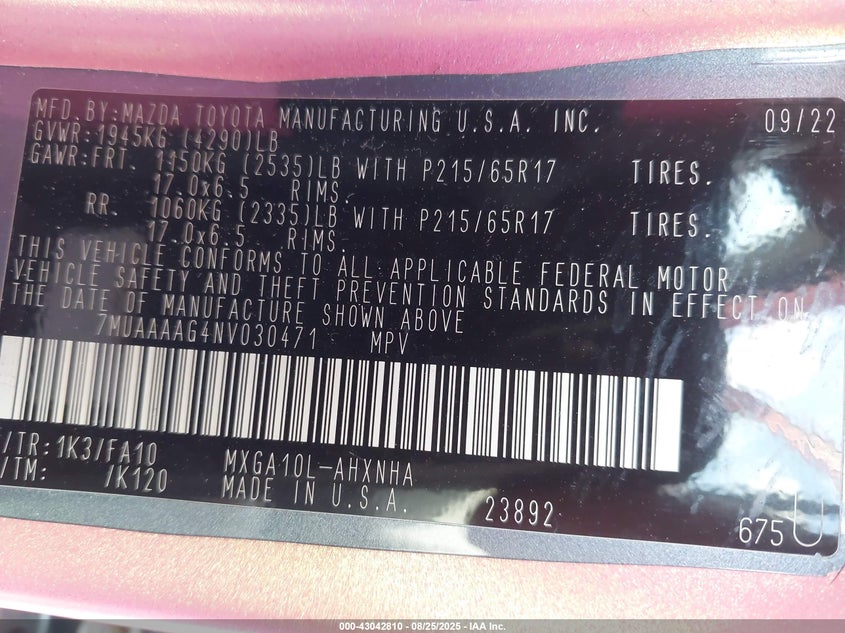 MFD.BY:MAZDA TOYOTA MANUFACTURING U.S.A. INC. 09/22
GVWR:1945KG (4290)LB
GAWR:FRT. 1150KG (2535)LB WITH P215/65R17 TIRES.
17.0x6.5 RIMS.
RR. 1060KG (2335)LB WITH P215/65R17 TIRES.
17.0x6.5 RIMS.
THIS VEHICLE CONFORMS TO ALL APPLICABLE FEDERAL MOTOR
VEHICLE SAFETY AND THEFT PREVENTION STANDARDS IN EFFECT ON
THE DATE OF MANUFACTURE SHOWN ABOVE
7MUAAAAG4NV030471 MPV
/TR:1K3/FA10 MXGA10L-AHXNHA
/TM: /K120 MADE IN U.S.A. 23892
675 U
000-43042810 - 08/25/2025 - IAA Inc.